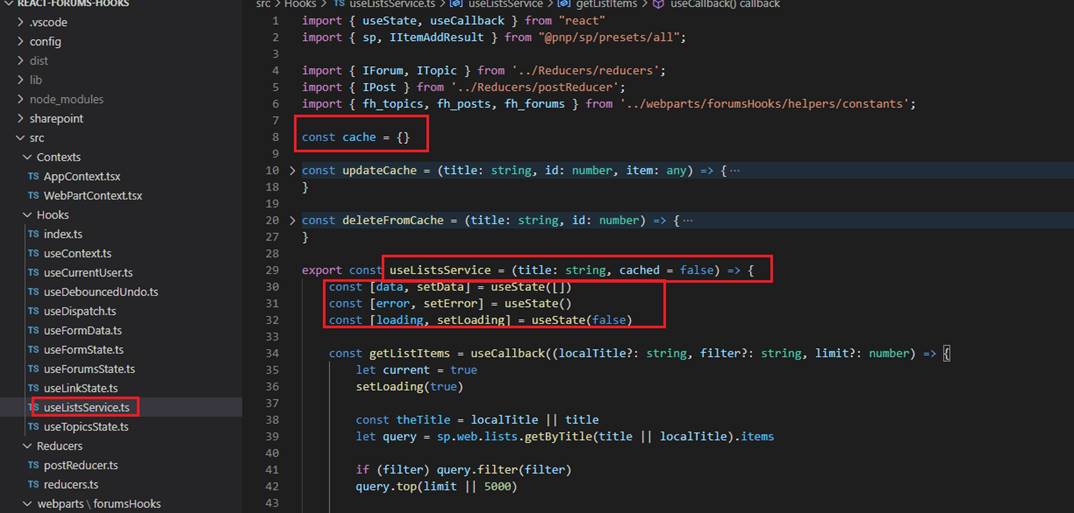 REACT-FORUMS-HOOKS
.vscode
config
dist
lib
node_modules
sharepoint
src
Contexts
TS AppContext.tsx
TS WebPartContext.tsx
Hooks
TS index.ts
TS useContext.ts
TS useCurrentUser.ts
TS useDebouncedUndo.ts
TS useDispatch.ts
TS useFormData.ts
TS useFormState.ts
TS useForumsState.ts
TS useLinkState.ts
TS useListsService.ts
TS useTopicsState.ts
Reducers
TS postReducer.ts
TS reducers.ts
webparts \ forumsHooks
src > Hooks > TS useListsService.ts > useListsService > getListItems > useCallback() callback
1 import { useState, useCallback } from "react"
2 import { sp, IItemAddResult } from "@pnp/sp/presets/all";
3
4 import { IForum, ITopic } from '../Reducers/reducers';
5 import { IPost } from '../Reducers/postReducer';
6 import { fh_topics, fh_posts, fh_forums } from '../webparts/forumsHooks/helpers/constants';
7
8 const cache = {}
9
10 const updateCache = (title: string, id: number, item: any) => { ⋯
18 }
19
20 const deleteFromCache = (title: string, id: number) => { ⋯
27 }
28
29 export const useListsService = (title: string, cached = false) => {
30 const [data, setData] = useState([])
31 const [error, setError] = useState()
32 const [loading, setLoading] = useState(false)
33
34 const getListItems = useCallback((localTitle?: string, filter?: string, limit?: number) => {
35 let current = true
36 setLoading(true)
37
38 const theTitle = localTitle || title
39 let query = sp.web.lists.getByTitle(title || localTitle).items
40
41 if (filter) query.filter(filter)
42 query.top(limit || 5000)
43